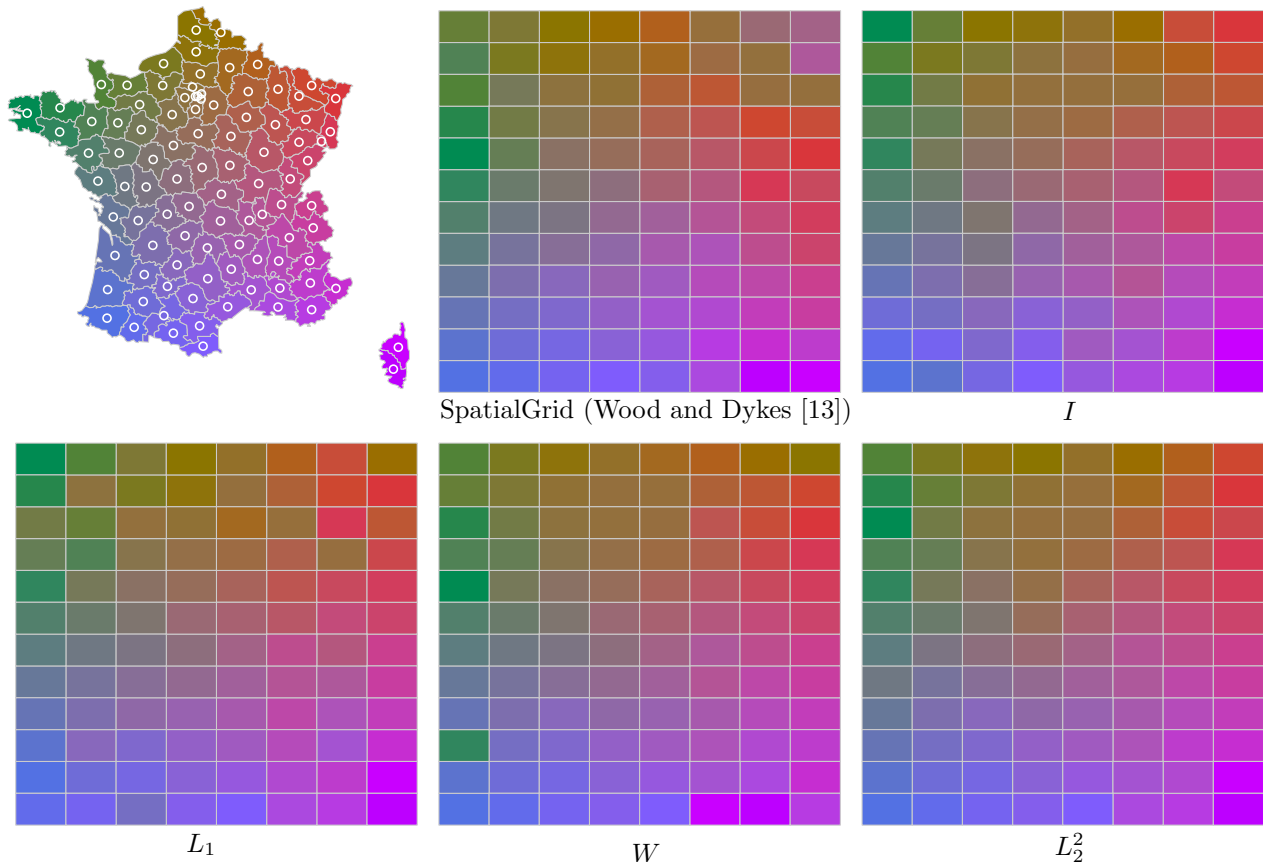 SpatialGrid (Wood and Dykes [13])
I
L₁
W
L₂²